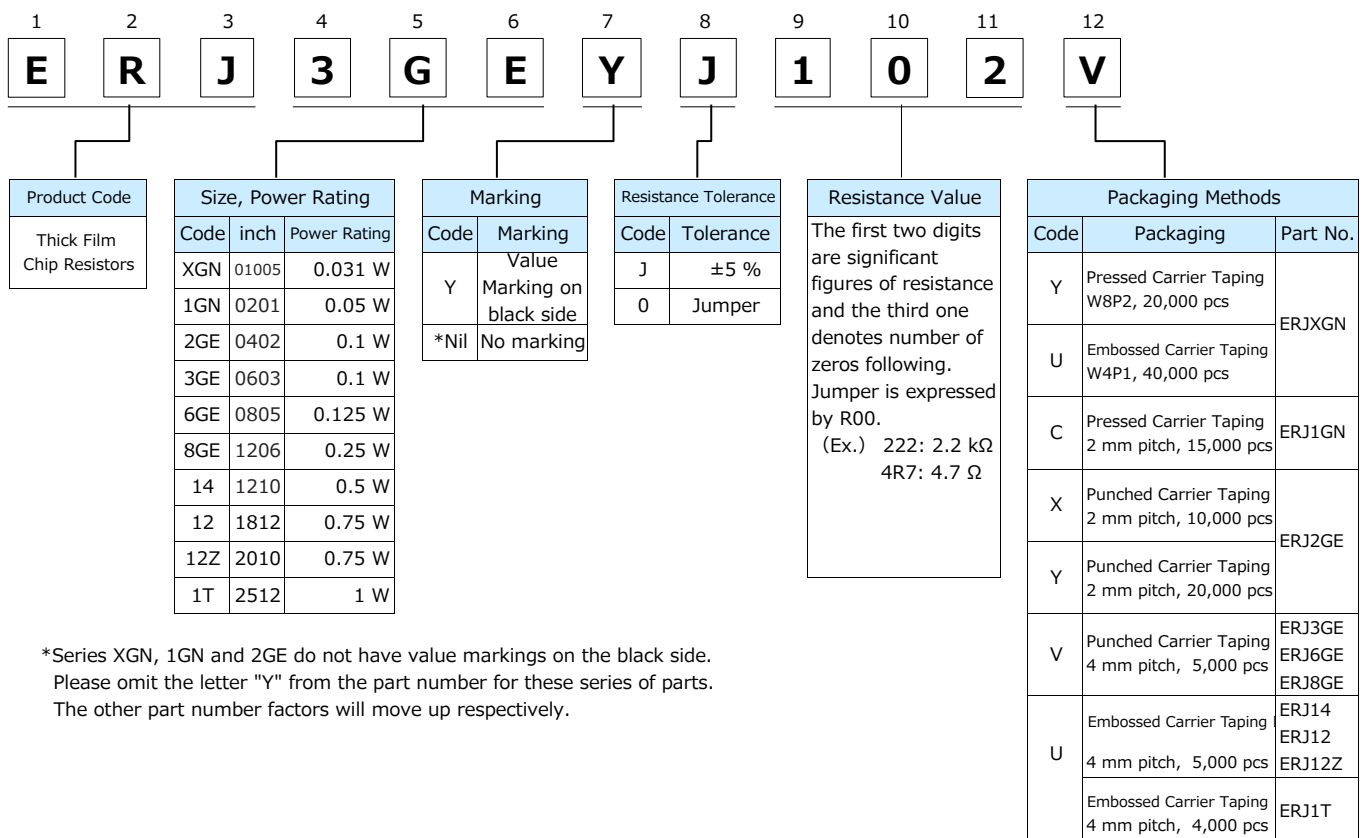 1 2 3 4 5 6 7 8 9 10 11 12
E R J 3 G E Y J 1 0 2 V
Product Code
Thick Film
Chip Resistors
Size, Power Rating
Code inch Power Rating
XGN 01005 0.031 W
1GN 0201 0.05 W
2GE 0402 0.1 W
3GE 0603 0.1 W
6GE 0805 0.125 W
8GE 1206 0.25 W
14 1210 0.5 W
12 1812 0.75 W
12Z 2010 0.75 W
1T 2512 1 W
Marking
Code Marking
Y Value
Marking on
black side
*Nil No marking
Resistance Tolerance
Code Tolerance
J ±5 %
0 Jumper
Resistance Value
The first two digits
are significant
figures of resistance
and the third one
denotes number of
zeros following.
Jumper is expressed
by R00.
(Ex.) 222: 2.2 kΩ
4R7: 4.7 Ω
Packaging Methods
Code Packaging Part No.
Y Pressed Carrier Taping
W8P2, 20,000 pcs
ERJXGN
U Embossed Carrier Taping
W4P1, 40,000 pcs
C Pressed Carrier Taping
2 mm pitch, 15,000 pcs
ERJ1GN
X Punched Carrier Taping
2 mm pitch, 10,000 pcs
ERJ2GE
Y Punched Carrier Taping
2 mm pitch, 20,000 pcs
V Punched Carrier Taping
4 mm pitch, 5,000 pcs
ERJ3GE
ERJ6GE
ERJ8GE
U Embossed Carrier Taping
4 mm pitch, 5,000 pcs
ERJ14
ERJ12
ERJ12Z
Embossed Carrier Taping
4 mm pitch, 4,000 pcs
ERJ1T
*Series XGN, 1GN and 2GE do not have value markings on the black side.
Please omit the letter "Y" from the part number for these series of parts.
The other part number factors will move up respectively.